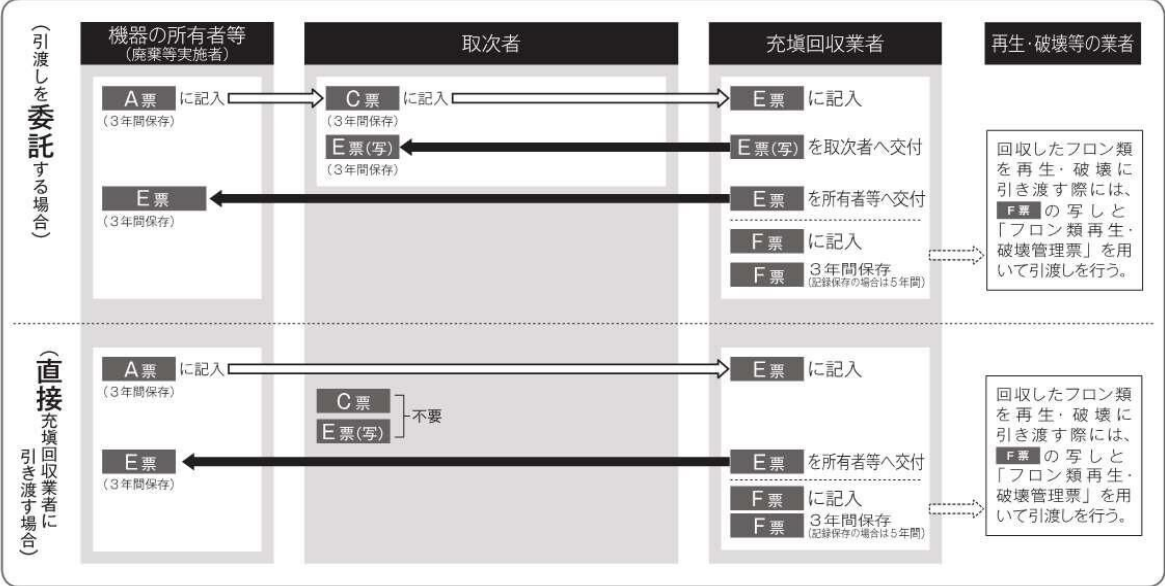 (引渡しを委託する場合)
機器の所有者等
(廃棄等実施者)
取次者
充塡回収業者
再生・破壊等の業者
A票 に記入
(3年間保存)
C票 に記入
(3年間保存)
E票 に記入
E票(写)
(3年間保存)
E票(写) を取次者へ交付
E票
(3年間保存)
E票 を所有者等へ交付
F票 に記入
F票 3年間保存
(記録保存の場合は5年間)
回収したフロン類
を再生・破壊に
引き渡す際には、
F票 の写しと
「フロン類再生・
破壊管理票」を用
いて引渡しを行う。
(直接充塡回収業者に
引き渡す場合)
A票 に記入
(3年間保存)
E票 に記入
C票
E票(写)
不要
E票
(3年間保存)
E票 を所有者等へ交付
F票 に記入
F票 3年間保存
(記録保存の場合は5年間)
回収したフロン類
を再生・破壊に
引き渡す際には、
F票 の写しと
「フロン類再生・
破壊管理票」を用
いて引渡しを行う。